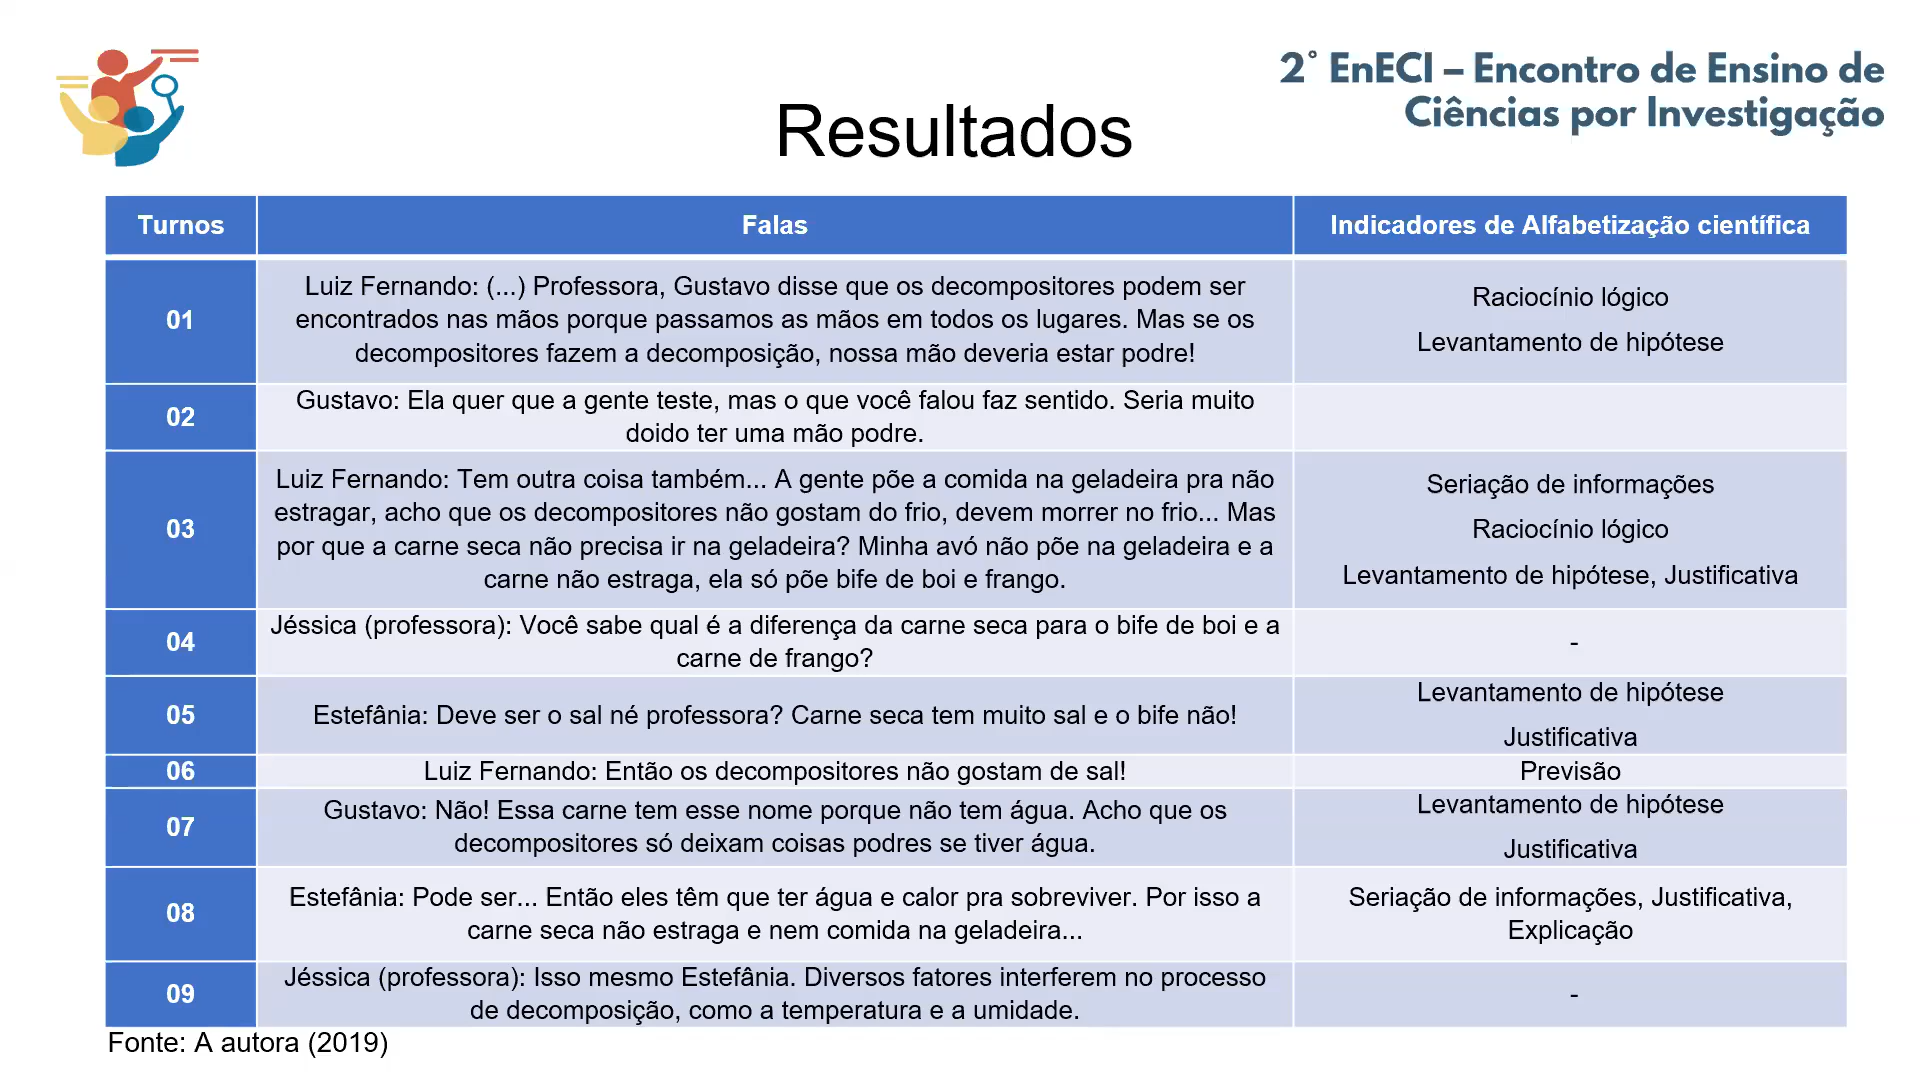 2° EnECI – Encontro de Ensino de
Ciências por Investigação
Resultados
Turnos
Falas
Indicadores de Alfabetização científica
01
Luiz Fernando: (...) Professora, Gustavo disse que os decompositores podem ser
encontrados nas mãos porque passamos as mãos em todos os lugares. Mas se os
decompositores fazem a decomposição, nossa mão deveria estar podre!
Raciocínio lógico
Levantamento de hipótese
02
Gustavo: Ela quer que a gente teste, mas o que você falou faz sentido. Seria muito
doido ter uma mão podre.
03
Luiz Fernando: Tem outra coisa também... A gente põe a comida na geladeira pra não
estragar, acho que os decompositores não gostam do frio, devem morrer no frio... Mas
por que a carne seca não precisa ir na geladeira? Minha avó não põe na geladeira e a
carne não estraga, ela só põe bife de boi e frango.
Seriação de informações
Raciocínio lógico
Levantamento de hipótese, Justificativa
04
Jéssica (professora): Você sabe qual é a diferença da carne seca para o bife de boi e a
carne de frango?
-
05
Estefânia: Deve ser o sal né professora? Carne seca tem muito sal e o bife não!
Levantamento de hipótese
Justificativa
06
Luiz Fernando: Então os decompositores não gostam de sal!
Previsão
07
Gustavo: Não! Essa carne tem esse nome porque não tem água. Acho que os
decompositores só deixam coisas podres se tiver água.
Levantamento de hipótese
Justificativa
08
Estefânia: Pode ser... Então eles têm que ter água e calor pra sobreviver. Por isso a
carne seca não estraga e nem comida na geladeira...
Seriação de informações, Justificativa,
Explicação
09
Jéssica (professora): Isso mesmo Estefânia. Diversos fatores interferem no processo
de decomposição, como a temperatura e a umidade.
-
Fonte: A autora (2019)